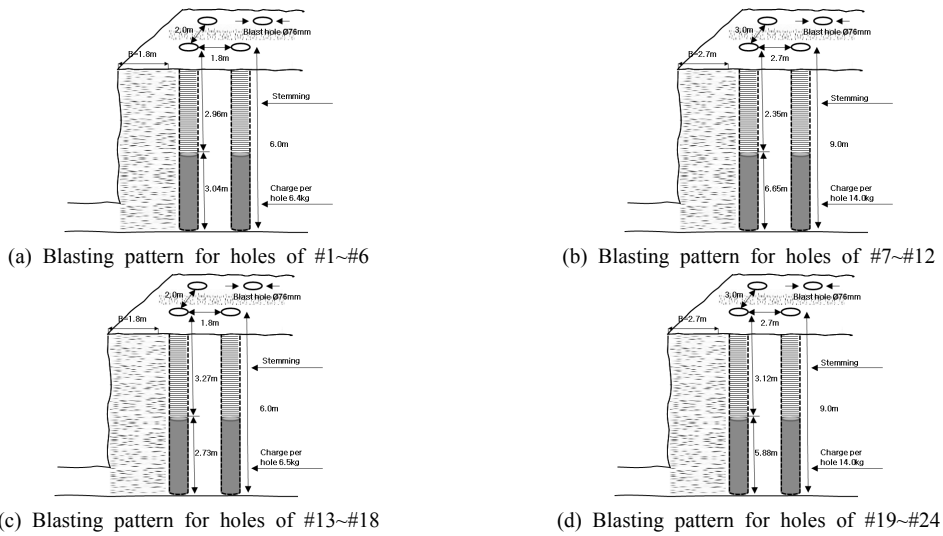 2.0m
Blast hole Ø76mm
1.8m
B=1.8m
Stemming
2.96m
6.0m
3.04m
Charge per
hole 6.4kg
(a) Blasting pattern for holes of #1~#6
3.0m
Blast hole Ø76mm
2.7m
B=2.7m
Stemming
2.35m
9.0m
6.65m
Charge per
hole 14.0kg
(b) Blasting pattern for holes of #7~#12
2.0m
Blast hole Ø76mm
1.8m
B=1.8m
Stemming
3.27m
6.0m
2.73m
Charge per
hole 6.5kg
(c) Blasting pattern for holes of #13~#18
3.0m
Blast hole Ø76mm
2.7m
B=2.7m
Stemming
3.12m
9.0m
5.88m
Charge per
hole 14.0kg
(d) Blasting pattern for holes of #19~#24